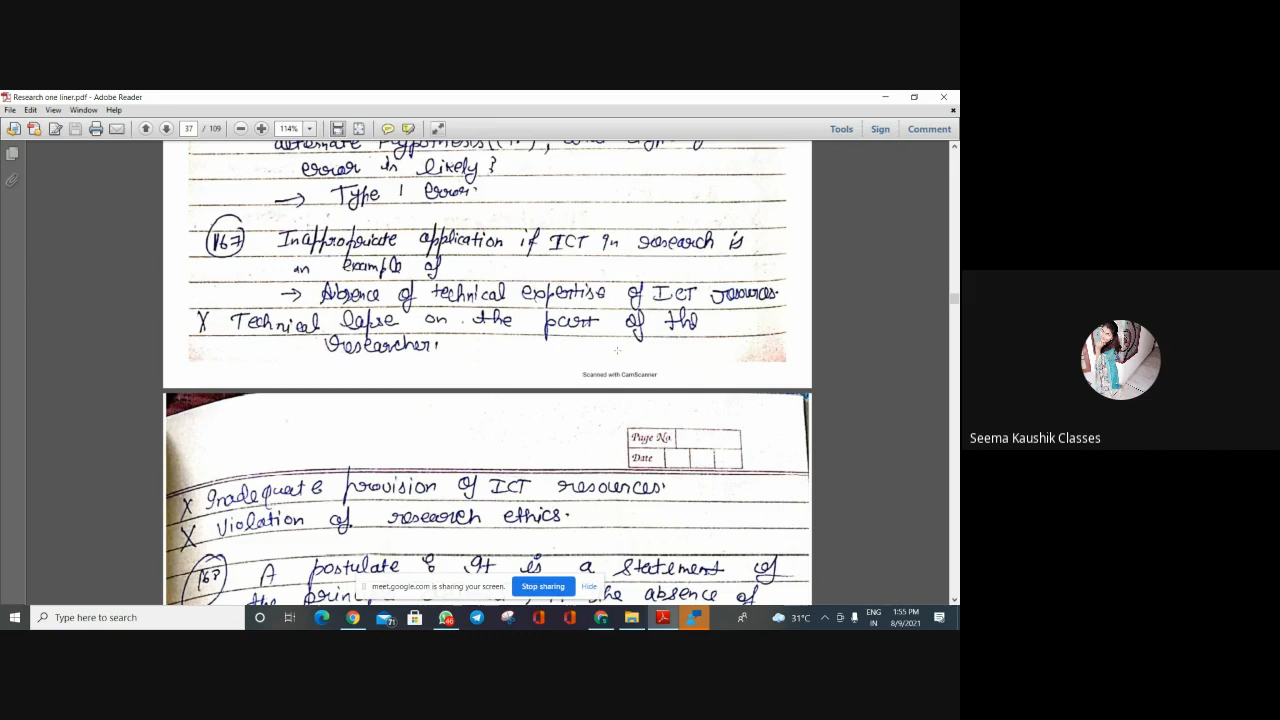 Research one liner.pdf - Adobe Reader
File Edit View Window Help
37 / 109 114% Tools Sign Comment
alternate Hypothesis
error is likely ?
→ Type 1 Error.
167 Inappropriate application if ICT in research is
an example of
→ Absence of technical expertise of ICT resources.
X Technical lapse on the part of the
researcher.
Scanned with CamScanner
Page No.
Date
X Inadequate provision of ICT resources.
X Violation of research ethics.
168 A postulate : It is a statement of
the absence of
meet.google.com is sharing your screen. Stop sharing Hide
Seema Kaushik Classes
Type here to search
71
31°C ENG IN 1:55 PM 8/9/2021